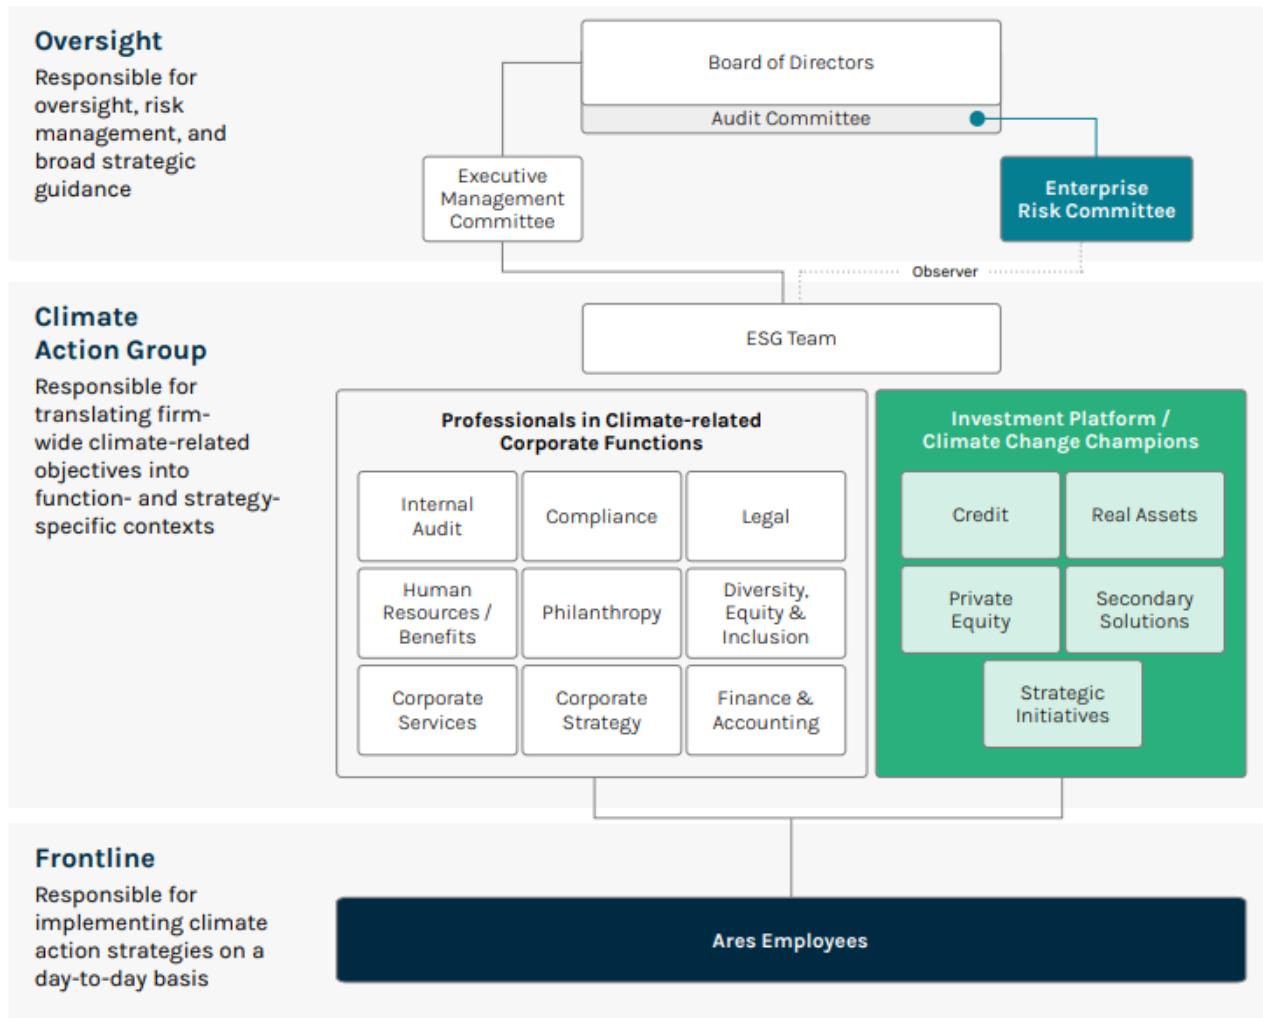 Oversight
Responsible for
oversight, risk
management, and
broad strategic
guidance
Board of Directors
Audit Committee
Executive
Management
Committee
Enterprise
Risk Committee
Observer
Climate
Action Group
Responsible for
translating firm-
wide climate-related
objectives into
function- and strategy-
specific contexts
ESG Team
Professionals in Climate-related
Corporate Functions
Internal
Audit
Compliance
Legal
Human
Resources /
Benefits
Philanthropy
Diversity,
Equity &
Inclusion
Corporate
Services
Corporate
Strategy
Finance &
Accounting
Investment Platform /
Climate Change Champions
Credit
Real Assets
Private
Equity
Secondary
Solutions
Strategic
Initiatives
Frontline
Responsible for
implementing climate
action strategies on a
day-to-day basis
Ares Employees